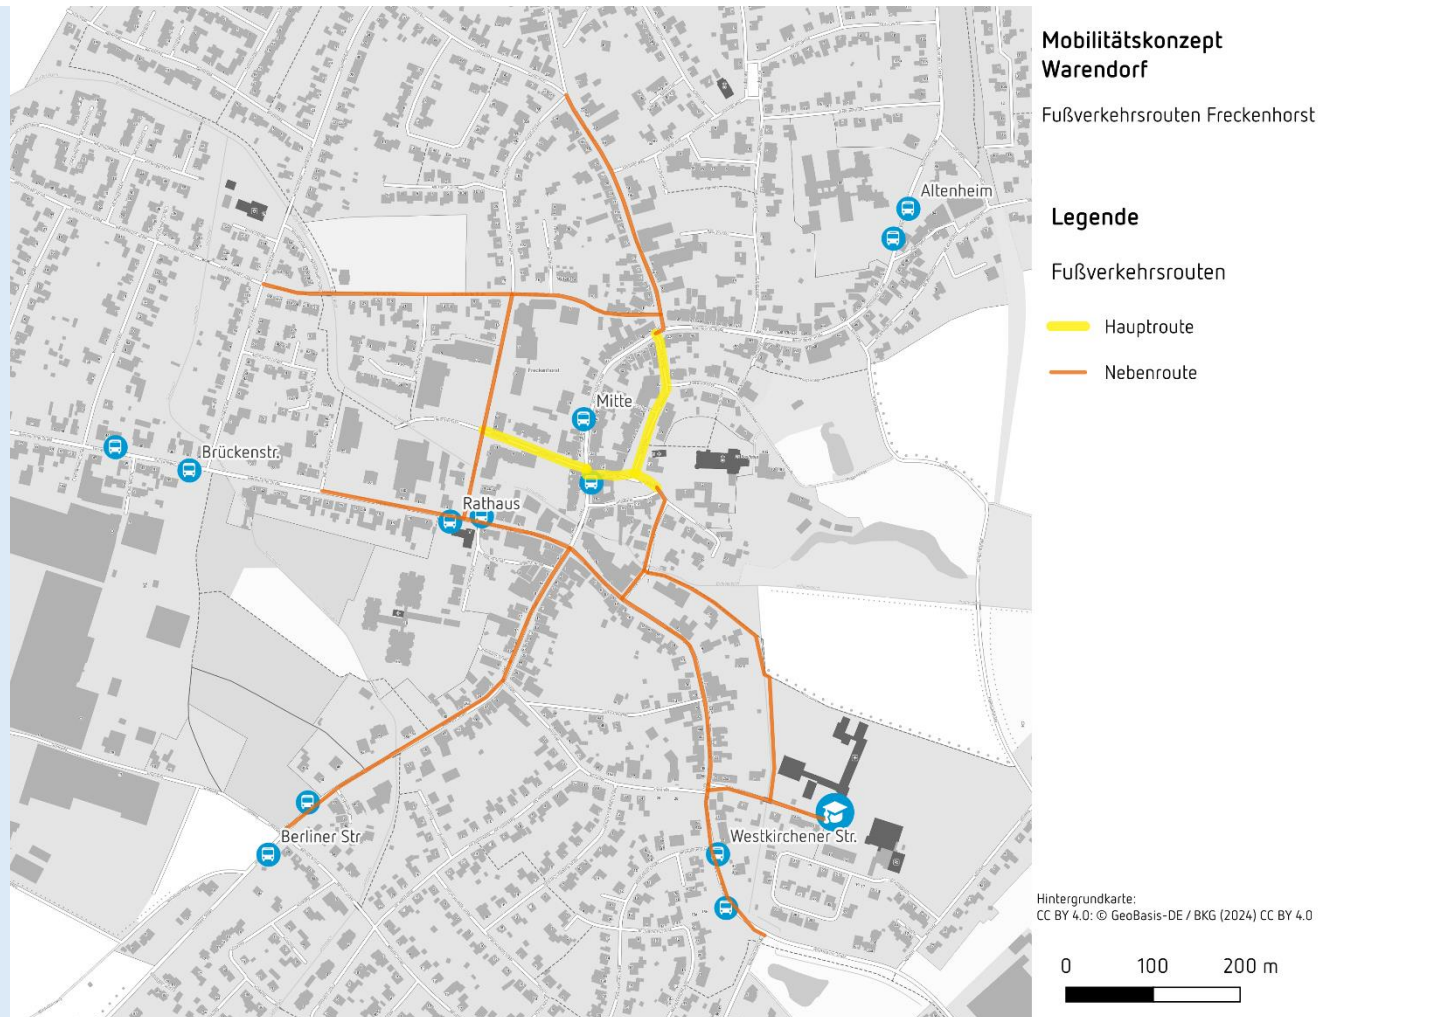 Mobilitätskonzept
Warendorf
Fußverkehrsrouten Freckenhorst
Altenheim
Legende
Fußverkehrsrouten
Hauptroute
Nebenroute
Freckenhorst
Mitte
Brückenstr.
Rathaus
Berliner Str
Westkirchener Str.
Hintergrundkarte:
CC BY 4.0: © GeoBasis-DE / BKG (2024) CC BY 4.0
0 100 200 m